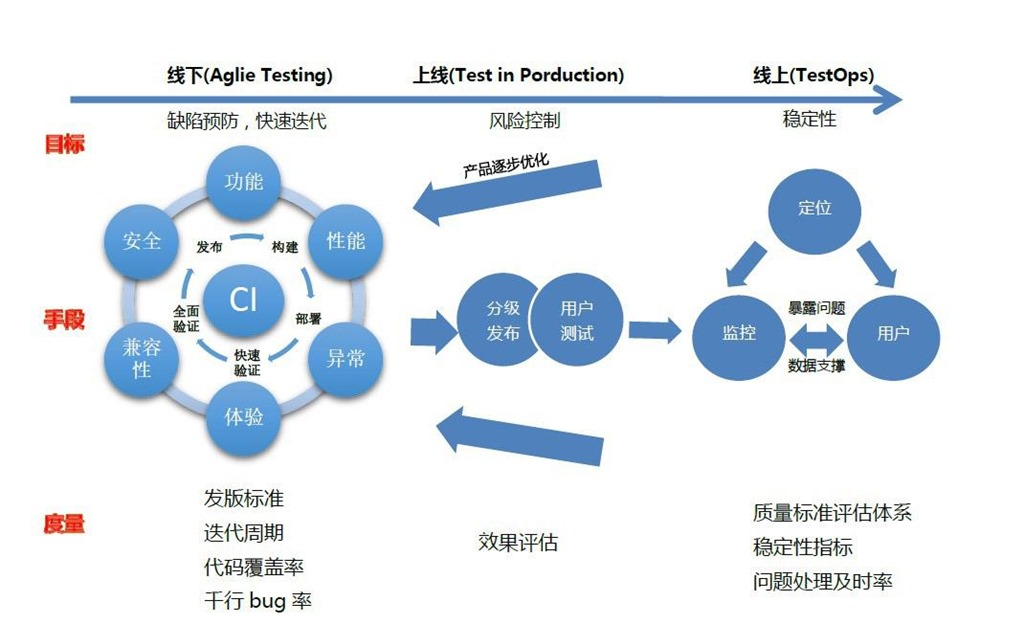 线下(Aglie Testing)
上线(Test in Porduction)
线上(TestOps)
目标
缺陷预防，快速迭代
风险控制
稳定性
产品逐步优化
手段
功能
性能
异常
体验
兼容
性
安全
CI
发布
构建
部署
快速
验证
全面
验证
分级
发布
用户
测试
定位
监控
暴露问题
数据支撑
用户
度量
发版标准
迭代周期
代码覆盖率
千行 bug 率
效果评估
质量标准评估体系
稳定性指标
问题处理及时率